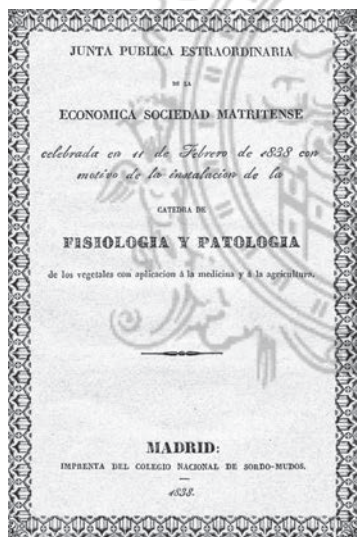 JUNTA PUBLICA ESTRAORDINARIA
DE LA
ECONOMICA SOCIEDAD MATRITENSE
celebrada en 11 de Febrero de 1838 con
motivo de la instalacion de la
CATEDRA DE
FISIOLOGIA Y PATOLOGIA
de los vegetales con aplicacion á la medicina y á la agricultura.
MADRID:
IMPRENTA DEL COLEGIO NACIONAL DE SORDO-MUDOS.
1838.